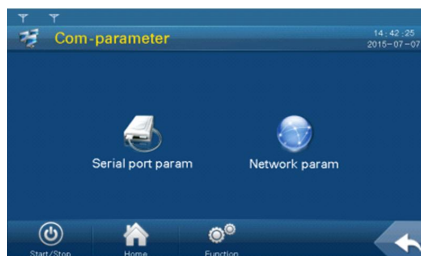 Com-parameter
14:42:25
2015-07-07
Serial port param
Network param
Start/Stop
Home
Function